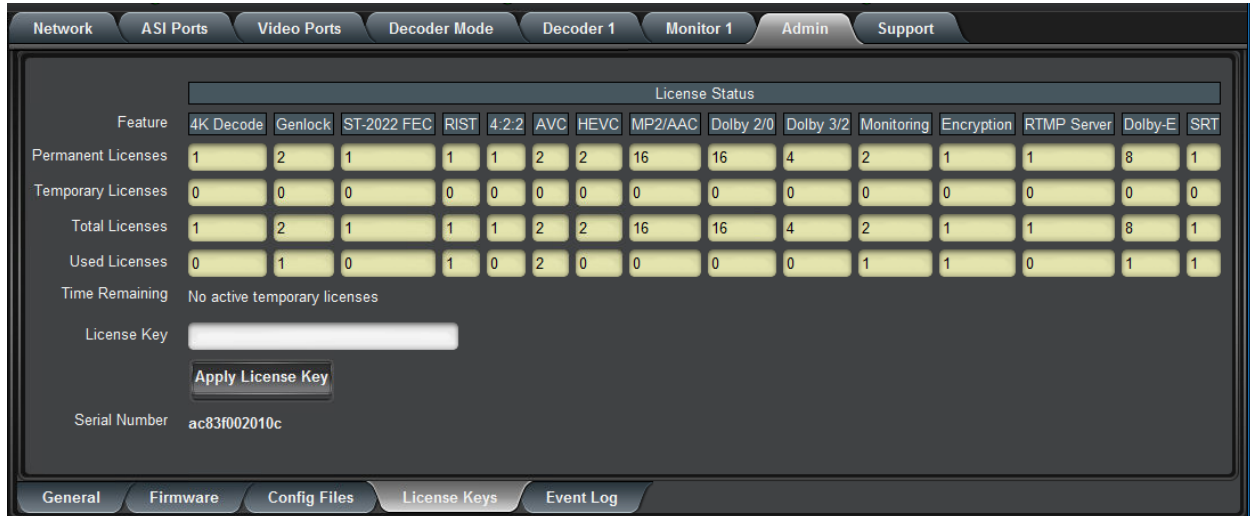 Network ASI Ports Video Ports Decoder Mode Decoder 1 Monitor 1 Admin Support
License Status
Feature 4K Decode Genlock ST-2022 FEC RIST 4:2:2 AVC HEVC MP2/AAC Dolby 2/0 Dolby 3/2 Monitoring Encryption RTMP Server Dolby-E SRT
Permanent Licenses 1 2 1 1 1 2 2 16 16 4 2 1 1 8 1
Temporary Licenses 0 0 0 0 0 0 0 0 0 0 0 0 0 0 0
Total Licenses 1 2 1 1 1 2 2 16 16 4 2 1 1 8 1
Used Licenses 0 1 0 1 0 2 0 0 0 0 1 1 0 1 1
Time Remaining No active temporary licenses
License Key
Apply License Key
Serial Number ac83f002010c
General Firmware Config Files License Keys Event Log